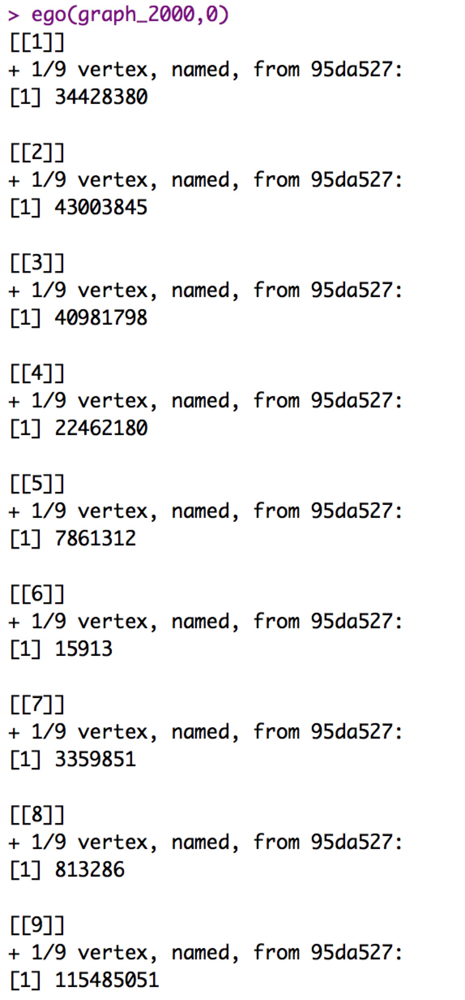 > ego(graph_2000,0)
[[1]]
+ 1/9 vertex, named, from 95da527:
[1] 34428380
[[2]]
+ 1/9 vertex, named, from 95da527:
[1] 43003845
[[3]]
+ 1/9 vertex, named, from 95da527:
[1] 40981798
[[4]]
+ 1/9 vertex, named, from 95da527:
[1] 22462180
[[5]]
+ 1/9 vertex, named, from 95da527:
[1] 7861312
[[6]]
+ 1/9 vertex, named, from 95da527:
[1] 15913
[[7]]
+ 1/9 vertex, named, from 95da527:
[1] 3359851
[[8]]
+ 1/9 vertex, named, from 95da527:
[1] 813286
[[9]]
+ 1/9 vertex, named, from 95da527:
[1] 115485051